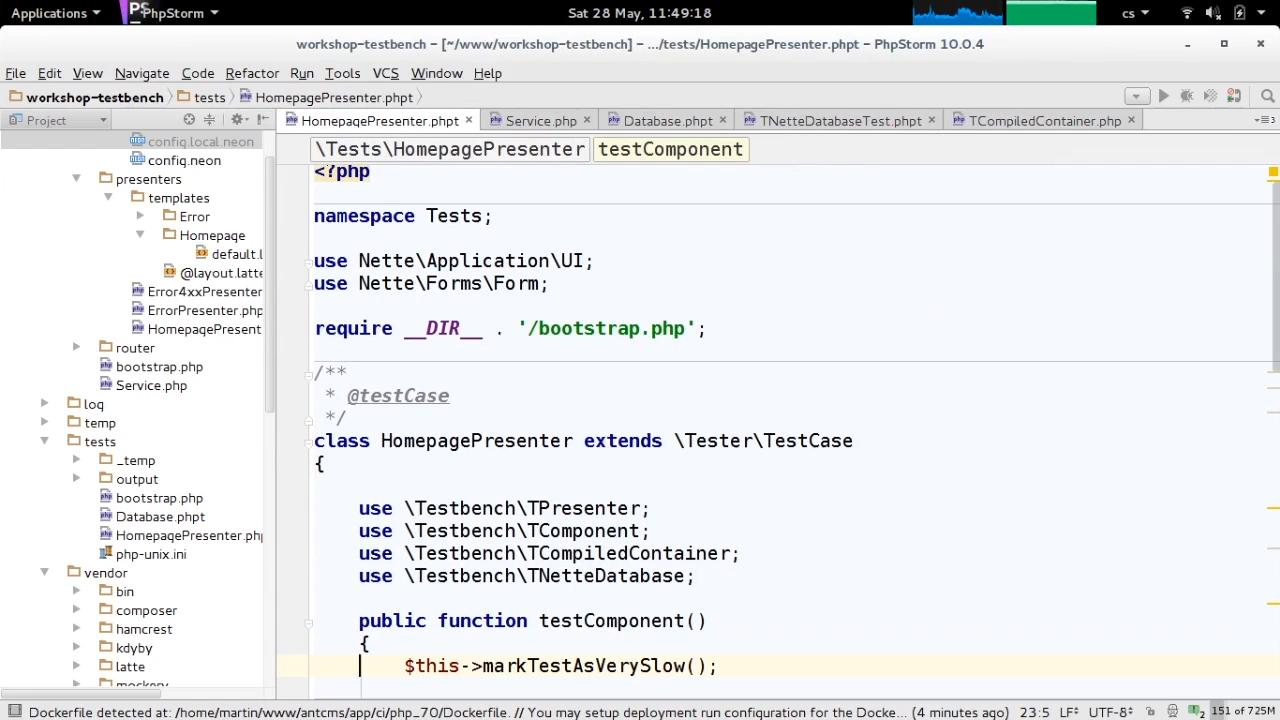 Applications PhpStorm Sat 28 May, 11:49:18 cs
workshop-testbench - [~/www/workshop-testbench] - .../tests/HomepagePresenter.phpt - PhpStorm 10.0.4
File Edit View Navigate Code Refactor Run Tools VCS Window Help
workshop-testbench tests HomepagePresenter.phpt
Project HomepagePresenter.phpt Service.php Database.phpt TNetteDatabaseTest.phpt TCompiledContainer.php
\Tests\HomepagePresenter testComponent
config.local.neon
config.neon
presenters
templates
Error
Homepage
default.l
@layout.latte
Error4xxPresenter
ErrorPresenter.php
HomepagePresent
router
bootstrap.php
Service.php
log
temp
tests
_temp
output
bootstrap.php
Database.phpt
HomepagePresenter.ph
php-unix.ini
vendor
bin
composer
hamcrest
kdyby
latte
mockery
<?php
namespace Tests;
use Nette\Application\UI;
use Nette\Forms\Form;
require __DIR__ . '/bootstrap.php';
/**
* @testCase
*/
class HomepagePresenter extends \Tester\TestCase
{
use \Testbench\TPresenter;
use \Testbench\TComponent;
use \Testbench\TCompiledContainer;
use \Testbench\TNetteDatabase;
public function testComponent()
{
$this->markTestAsVerySlow();
Dockerfile detected at: /home/martin/www/antcms/app/ci/php_70/Dockerfile. // You may setup deployment run configuration for the Docke... (4 minutes ago) 23:5 LF÷ UTF-8÷ 151 of 725M